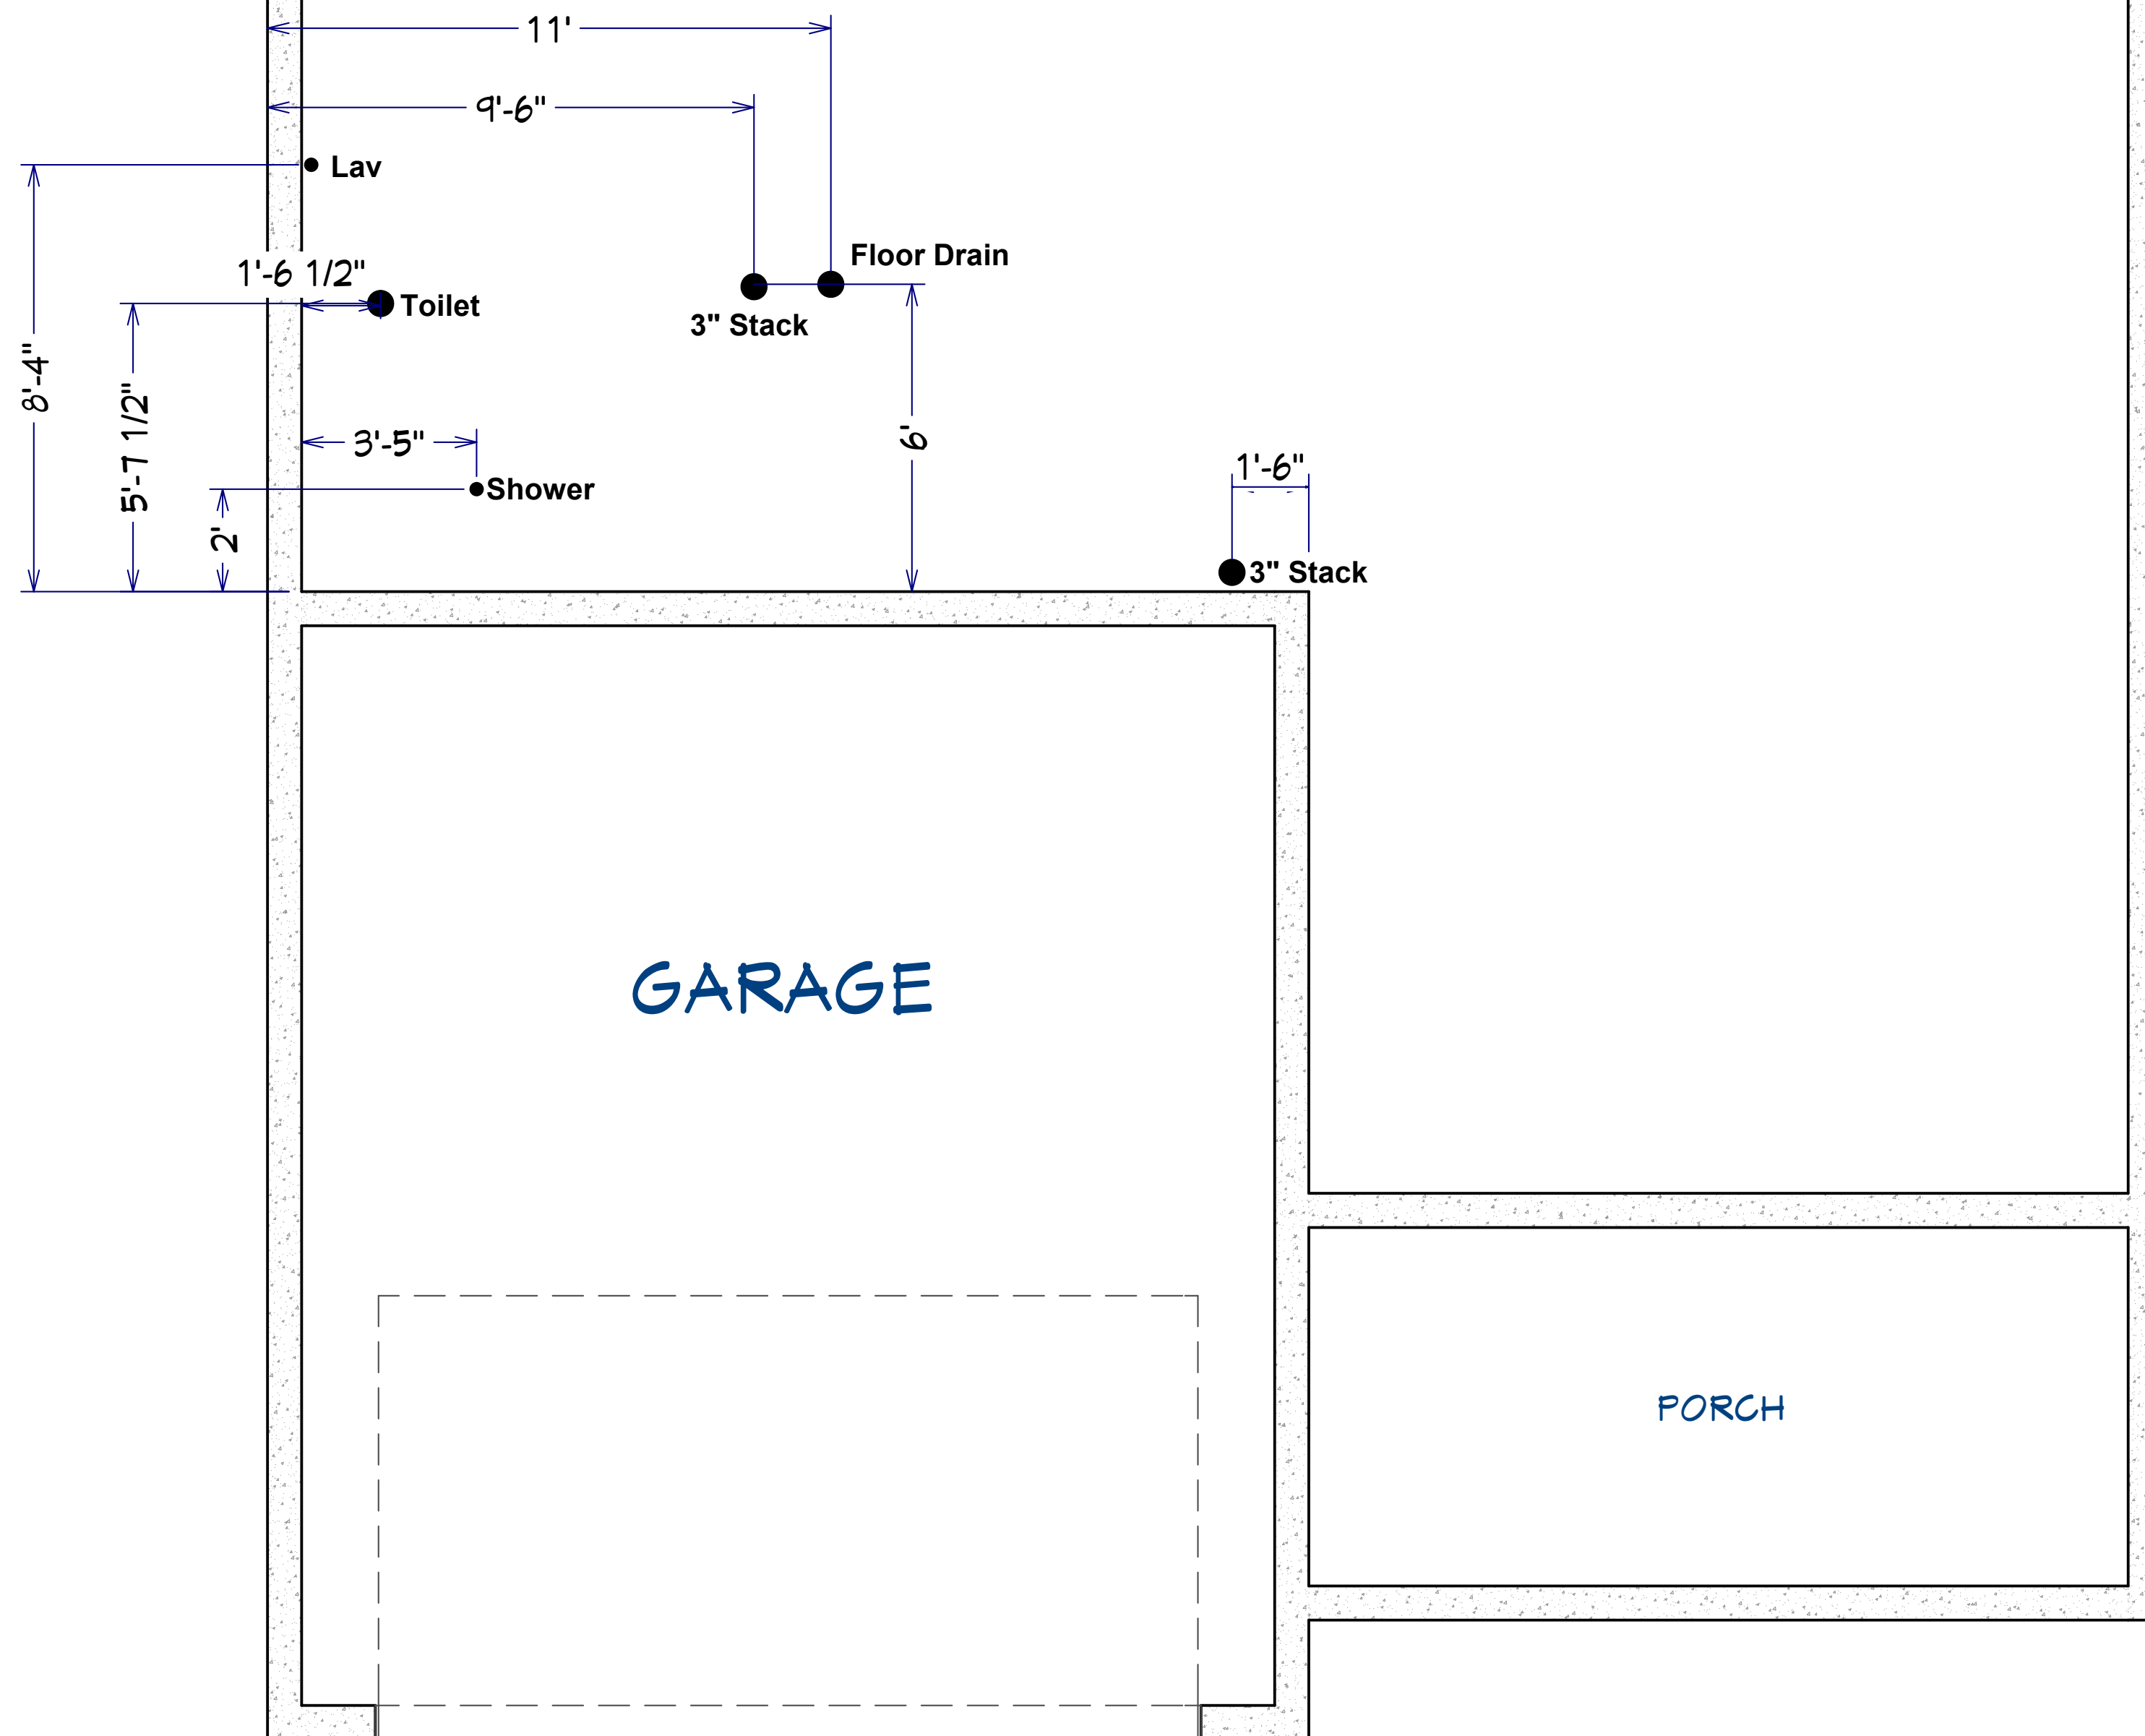 11'
9'-6"
Lav
Floor Drain
1'-6 1/2"
Toilet
3" Stack
8'-4"
5'-7 1/2"
3'-5"
6'
1'-6"
Shower
2'
3" Stack
GARAGE
PORCH